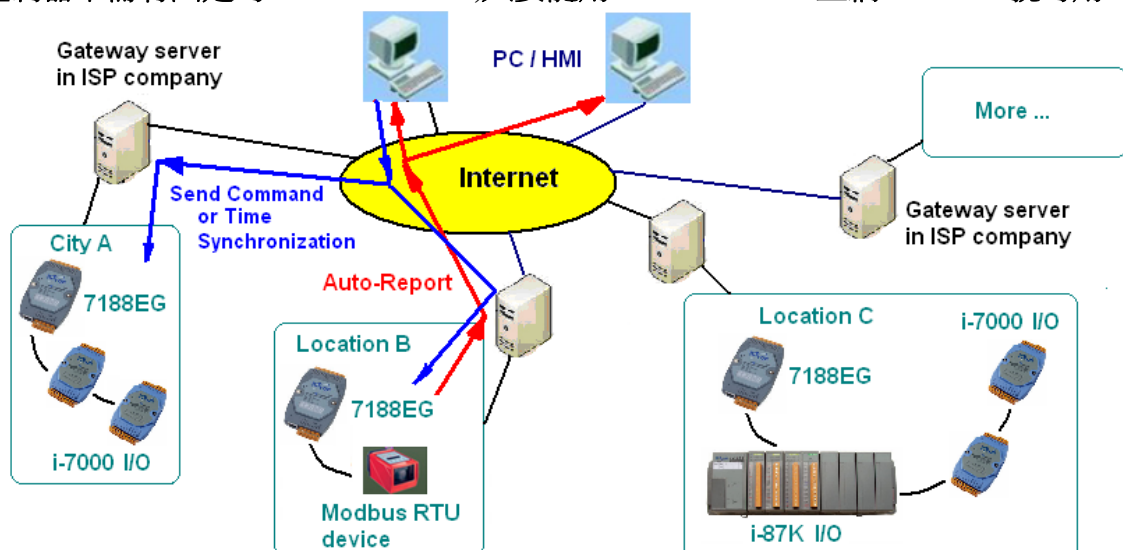 Gateway server
in ISP company
PC / HMI
More ...
Internet
Send Command
or Time
Synchronization
Gateway server
in ISP company
City A
7188EG
i-7000 I/O
Auto-Report
Location B
7188EG
Modbus RTU
device
Location C
i-7000 I/O
7188EG
i-87K I/O